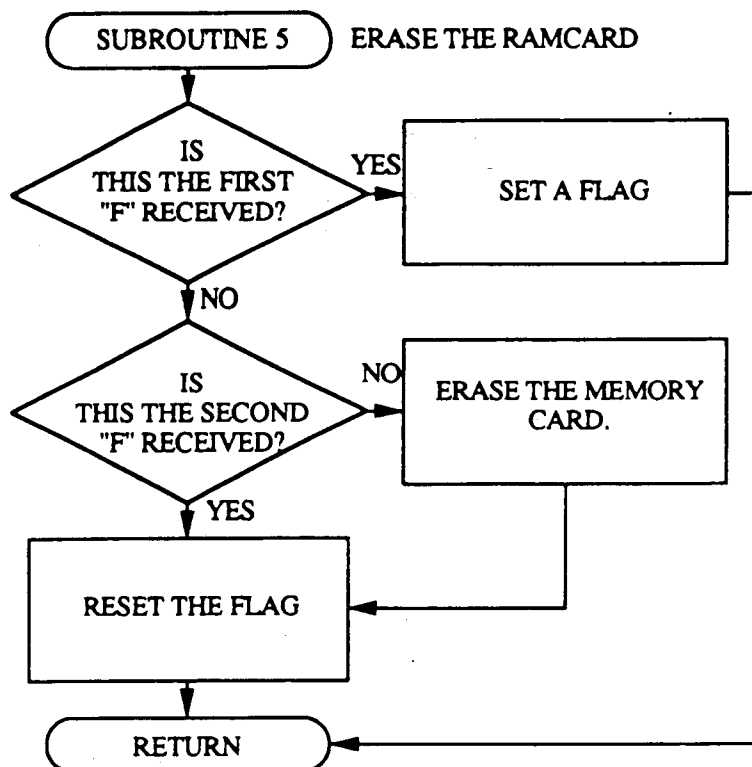 SUBROUTINE 5
ERASE THE RAMCARD
IS
THIS THE FIRST
"F" RECEIVED?
YES
SET A FLAG
NO
IS
THIS THE SECOND
"F" RECEIVED?
NO
ERASE THE MEMORY
CARD.
YES
RESET THE FLAG
RETURN